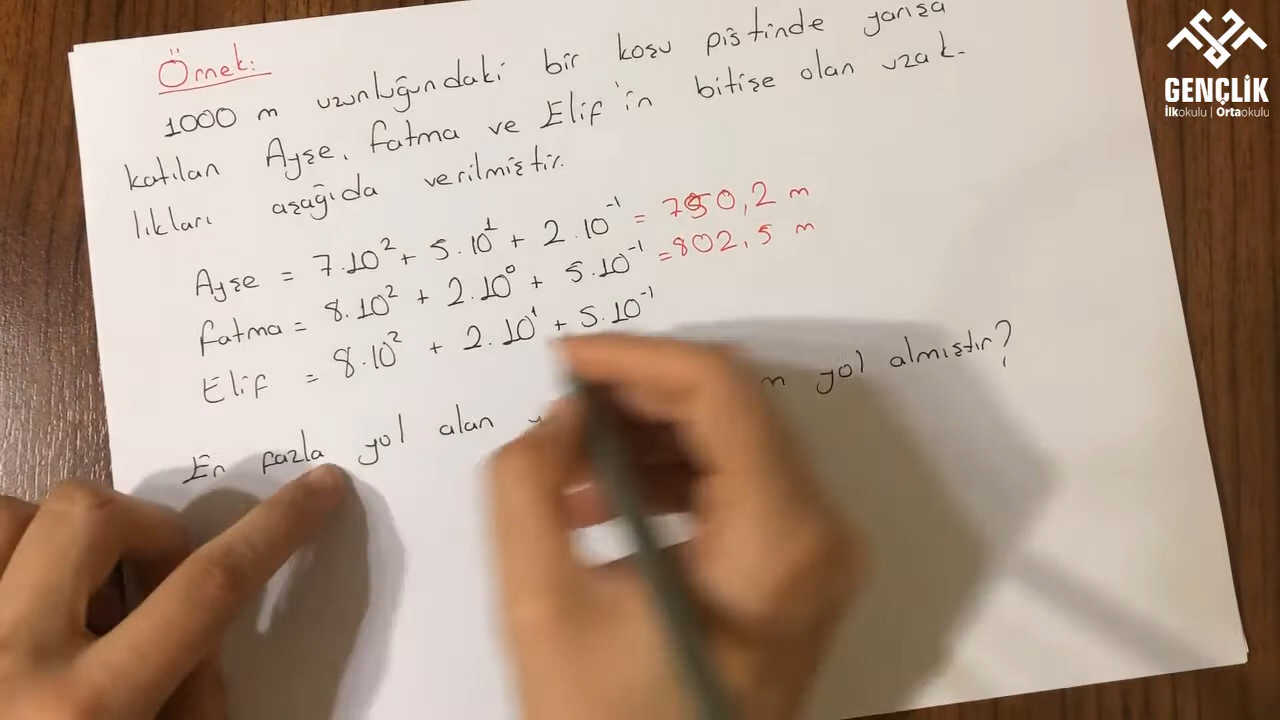 Örnek:
1000 m uzunluğundaki bir koşu pistinde yarışa
katılan Ayşe, Fatma ve Elif'in bitişe olan uzak-
lıkları aşağıda verilmiştir.
Ayşe = 7.10² + 5.10¹ + 2.10⁻¹ = 750,2 m
Fatma = 8.10² + 2.10⁰ + 5.10⁻¹ = 802,5 m
Elif = 8.10² + 2.10¹ + 5.10⁻¹
En fazla yol alan m yol almıştır?
GENÇLİK
İlkokulu | Ortaokulu